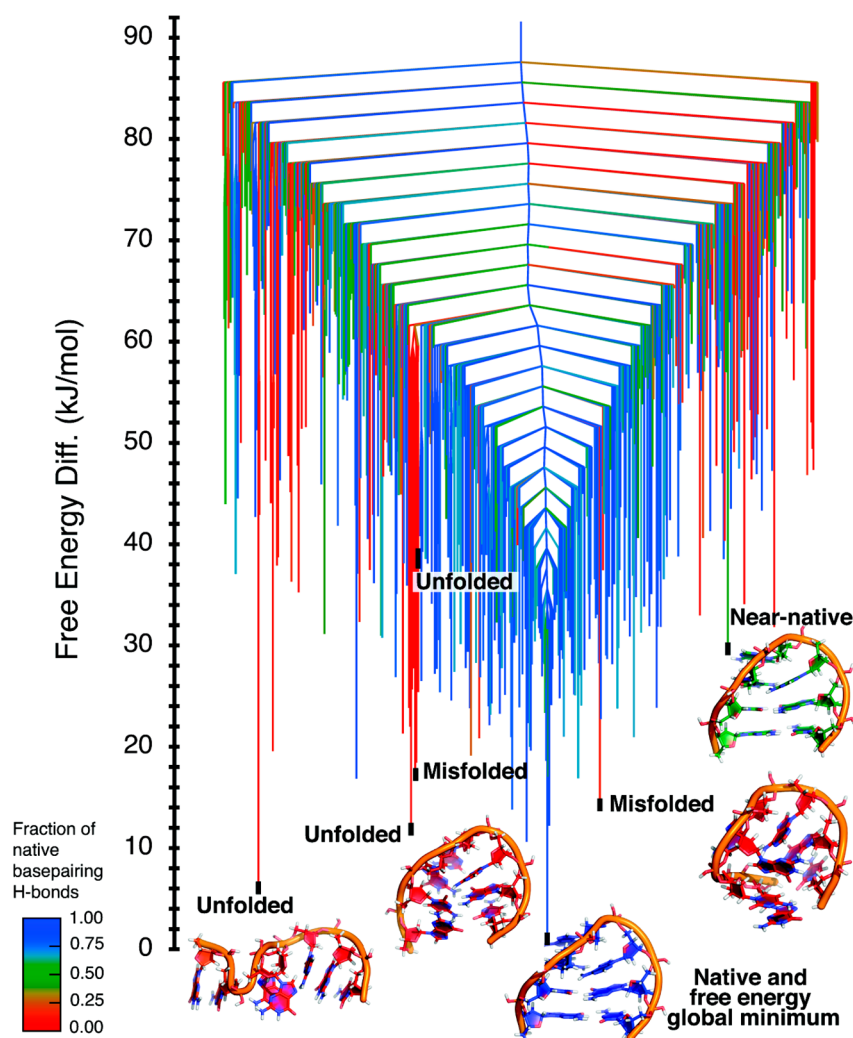 90
80
70
60
50
40
30
20
10
0
Free Energy Diff. (kJ/mol)
Unfolded
Near-native
Misfolded
Misfolded
Unfolded
Unfolded
Native and
free energy
global minimum
Fraction of
native
basepairing
H-bonds
1.00
0.75
0.50
0.25
0.00